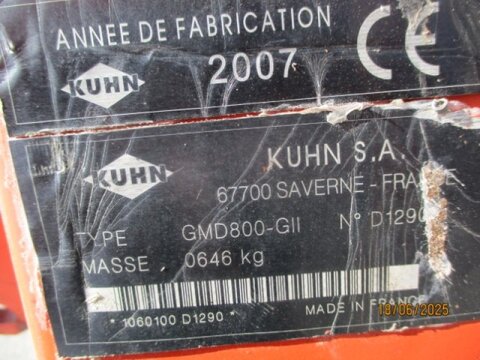 ANNEE DE FABRICATION
KUHN 2007 CE
KUHN KUHN S.A.
67700 SAVERNE - FRANCE
TYPE GMD800-GII N° D1290
MASSE 0646 kg
* 1060100 D1290 * MADE IN FRANCE
18/06/2025